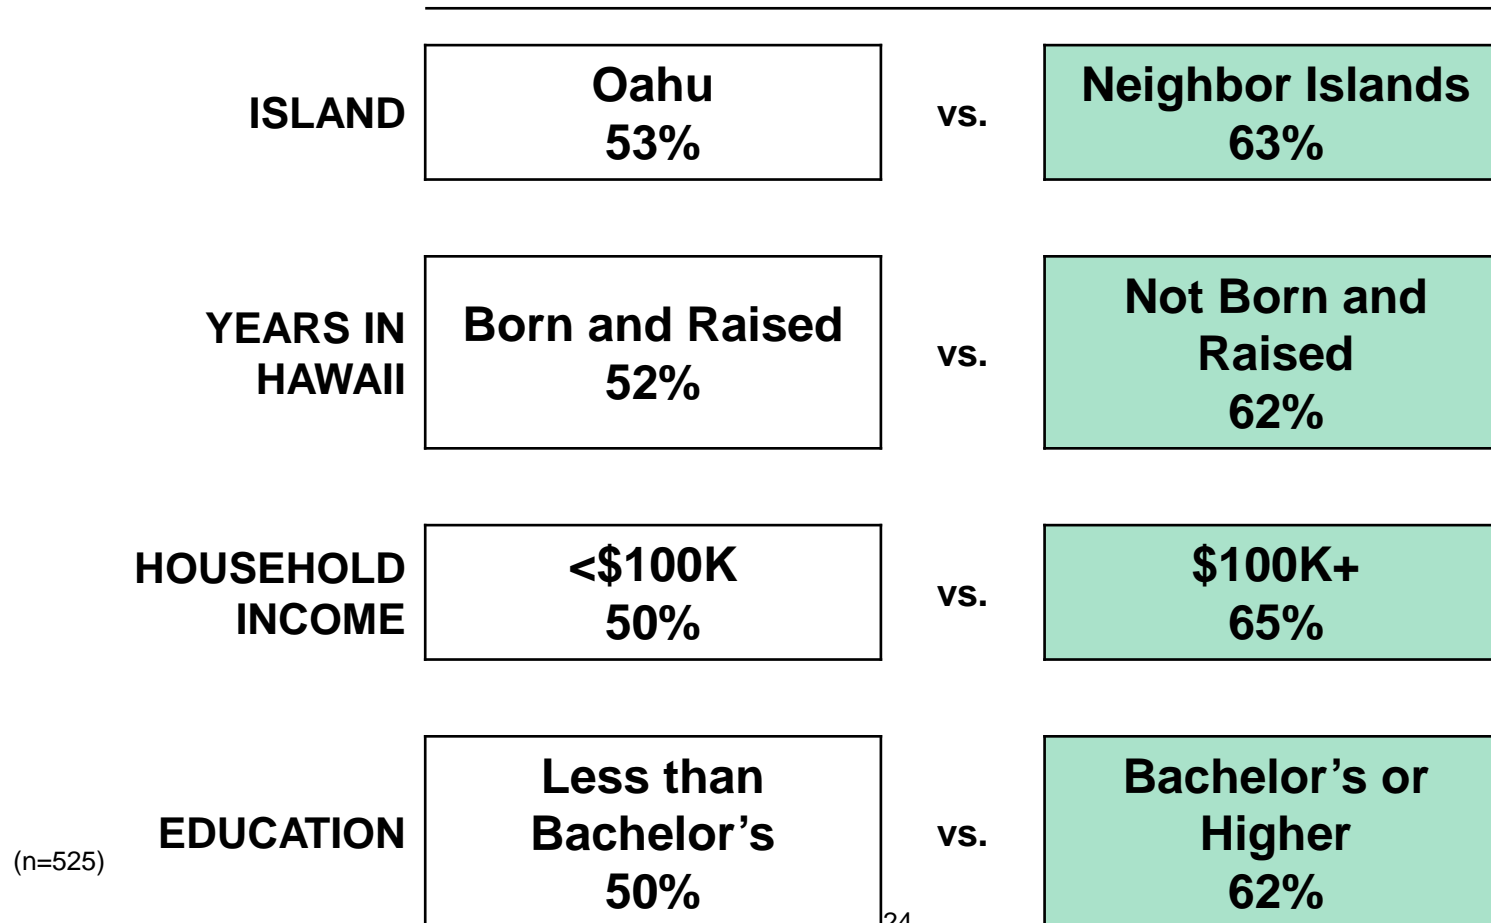 ISLAND
Oahu
53%
vs.
Neighbor Islands
63%
YEARS IN
HAWAII
Born and Raised
52%
vs.
Not Born and
Raised
62%
HOUSEHOLD
INCOME
<$100K
50%
vs.
$100K+
65%
EDUCATION
Less than
Bachelor’s
50%
vs.
Bachelor’s or
Higher
62%
(n=525)
24